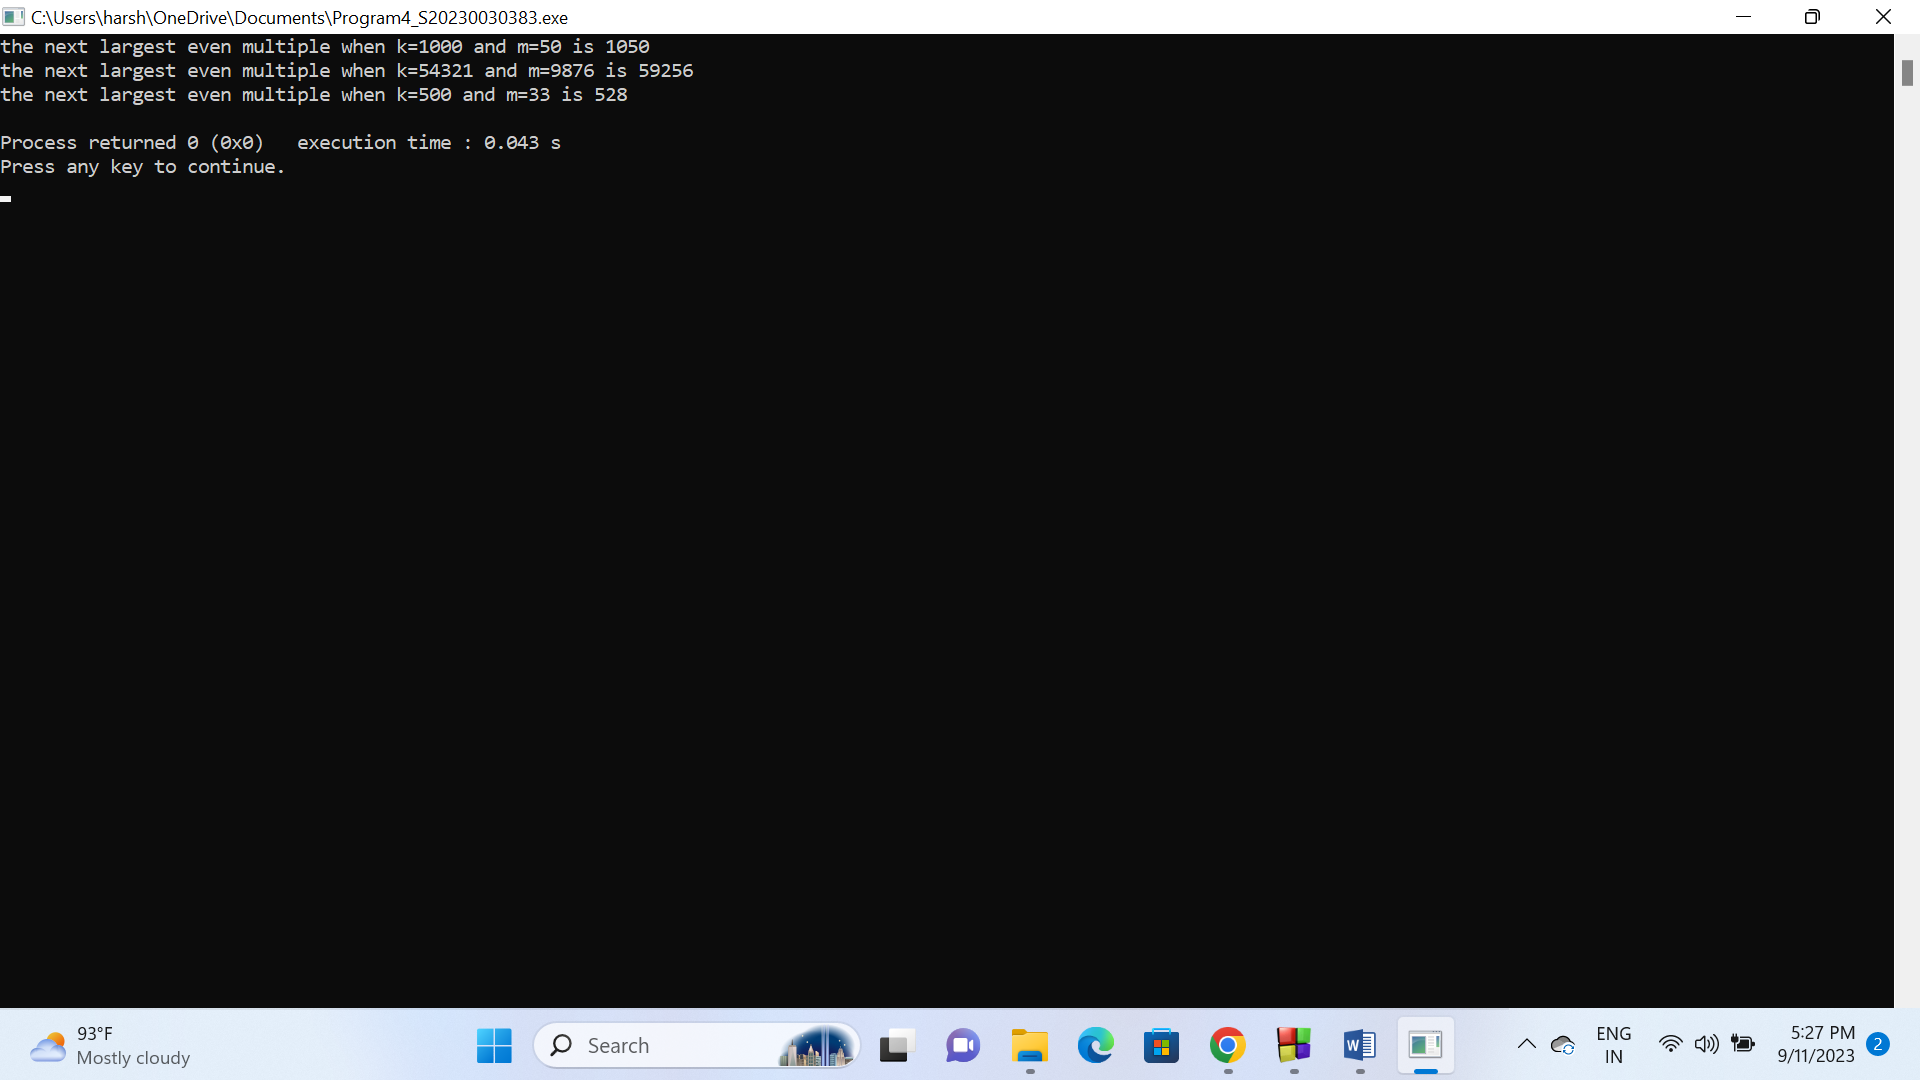 C:\Users\harsh\OneDrive\Documents\Program4_S20230030383.exe
the next largest even multiple when k=1000 and m=50 is 1050
the next largest even multiple when k=54321 and m=9876 is 59256
the next largest even multiple when k=500 and m=33 is 528
Process returned 0 (0x0)   execution time : 0.043 s
Press any key to continue.
93°F
Mostly cloudy
Search
W
ENG
IN
5:27 PM
9/11/2023
2